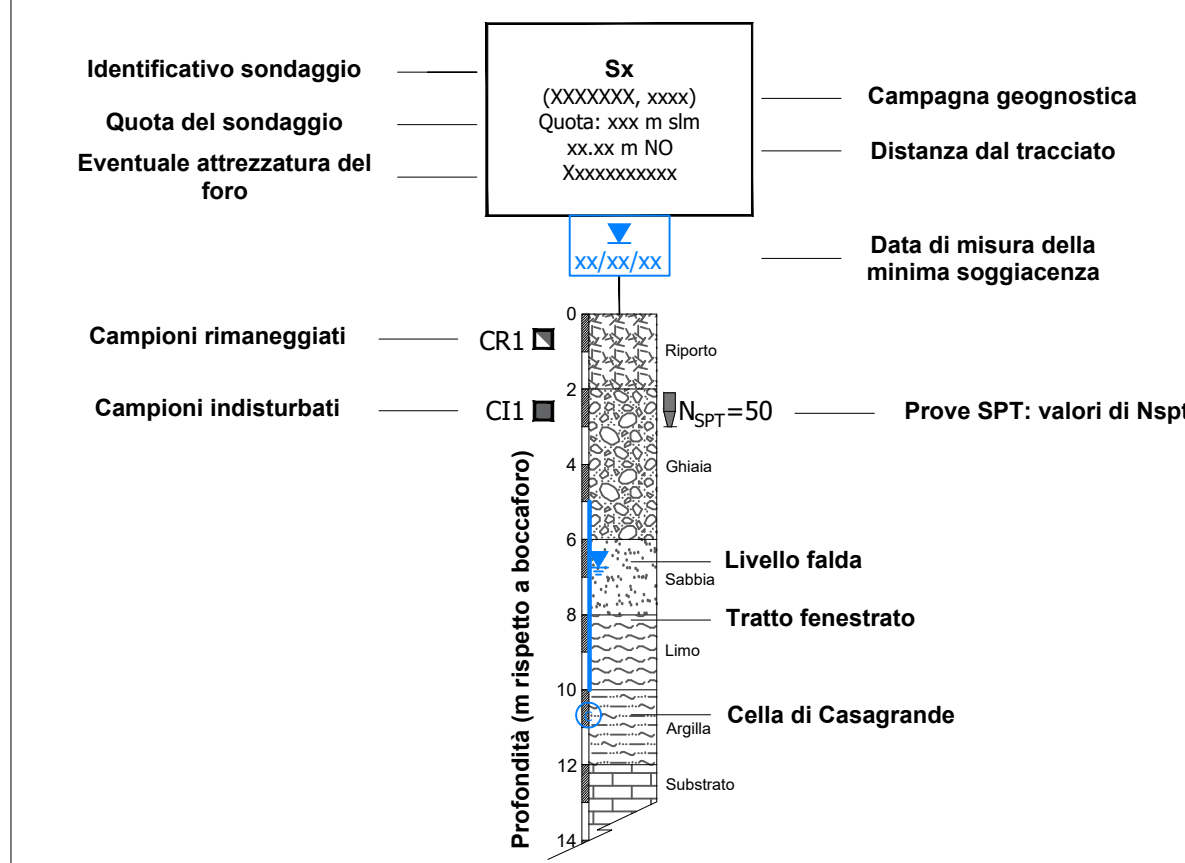 Identificativo sondaggio
Quota del sondaggio
Eventuale attrezzatura del
foro
Sx
(XXXXXXX, xxxx)
Quota: xxx m slm
xx.xx m NO
Xxxxxxxxxxx
Campagna geognostica
Distanza dal tracciato
xx/xx/xx
Data di misura della
minima soggiacenza
Campioni rimaneggiati
CR1
Campioni indisturbati
CI1
Profondità (m rispetto a boccaforo)
0
2
4
6
8
10
12
14
Riporto
Ghiaia
Sabbia
Limo
Argilla
Substrato
NSPT=50
Prove SPT: valori di Nspt
Livello falda
Tratto fenestrato
Cella di Casagrande